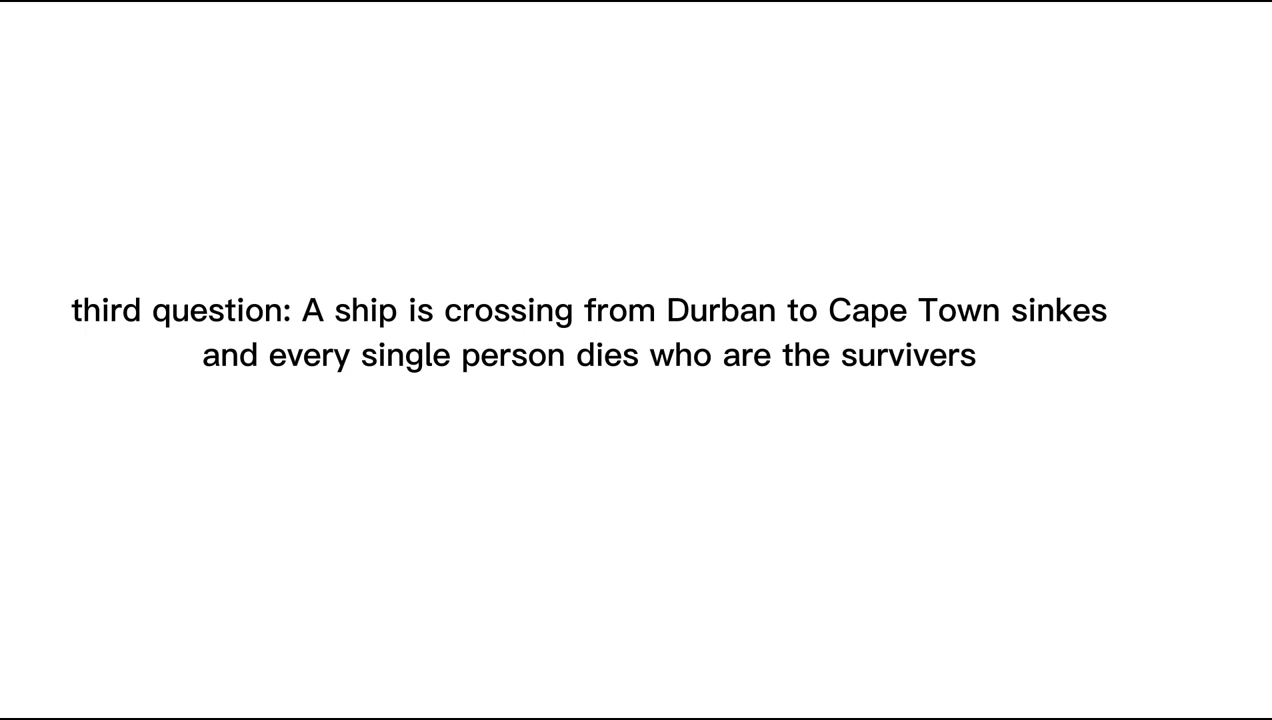 third question: A ship is crossing from Durban to Cape Town sinkes
and every single person dies who are the survivers